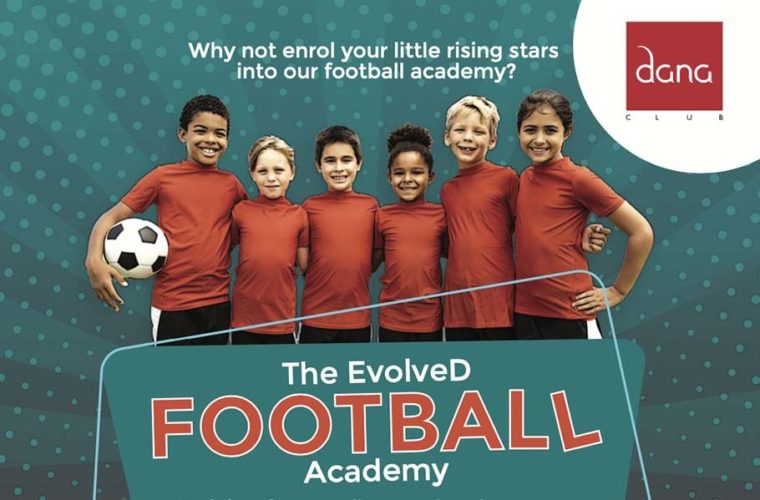 Why not enrol your little rising stars
into our football academy?
dana
CLUB
The EvolveD
FOOTBALL
Academy